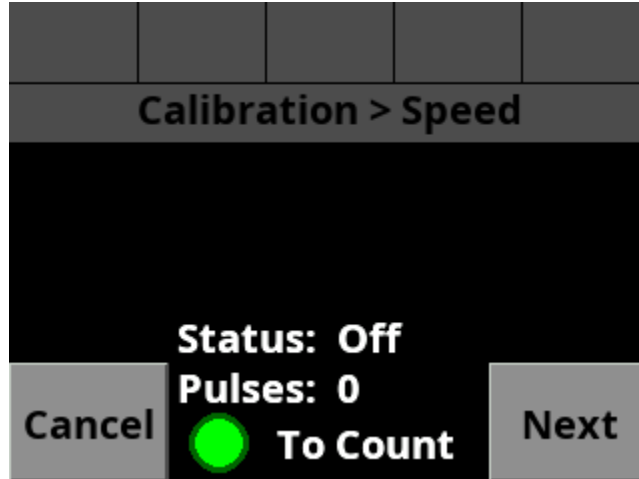 Calibration > Speed
Status: Off
Pulses: 0
Cancel
To Count
Next